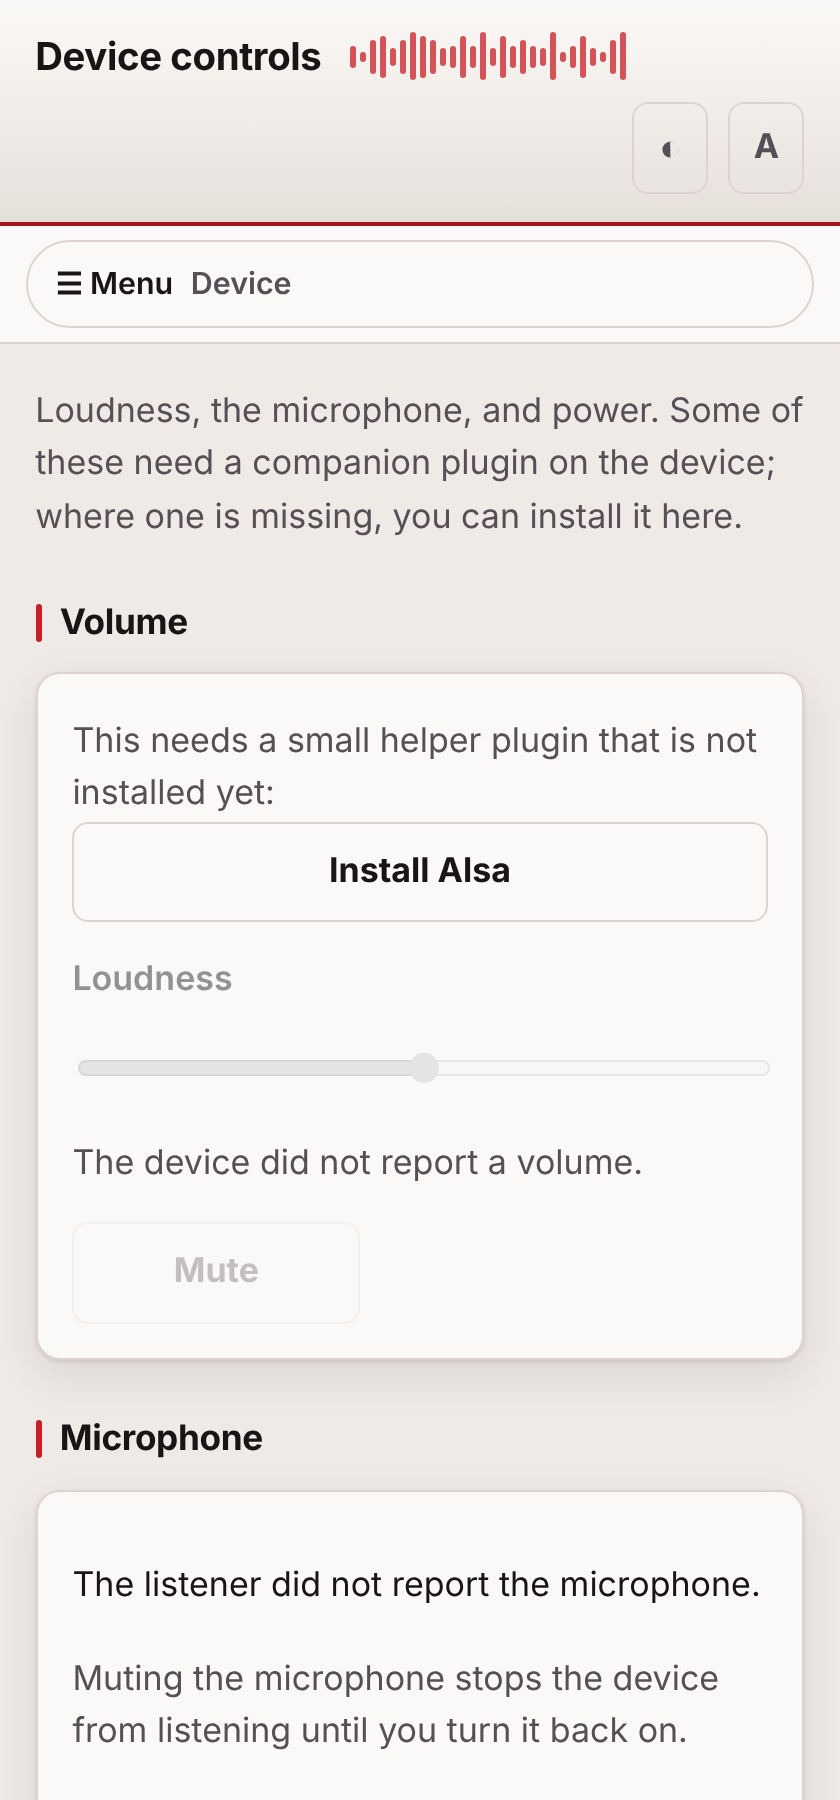 Device controls
A
☰ Menu Device
Loudness, the microphone, and power. Some of
these need a companion plugin on the device;
where one is missing, you can install it here.
Volume
This needs a small helper plugin that is not
installed yet:
Install Alsa
Loudness
The device did not report a volume.
Mute
Microphone
The listener did not report the microphone.
Muting the microphone stops the device
from listening until you turn it back on.